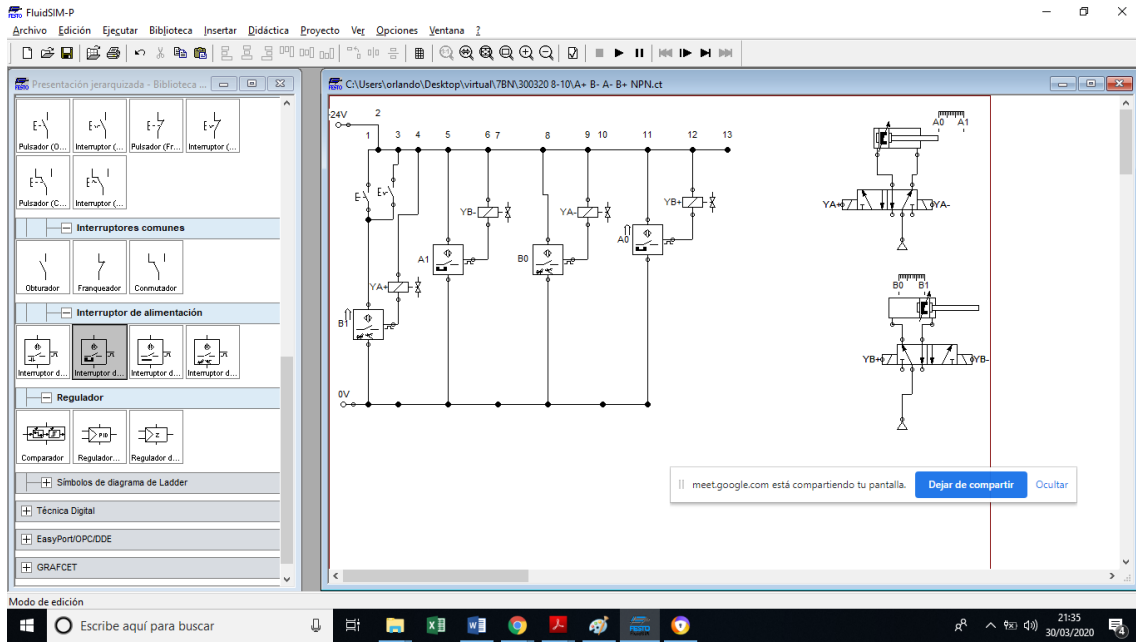 FluidSIM-P
Archivo Edición Ejecutar Biblioteca Insertar Didáctica Proyecto Ver Opciones Ventana ?
Presentación jerarquizada - Biblioteca ...
Pulsador (O... Interruptor (... Pulsador (Fr... Interruptor (...
Pulsador (C... Interruptor (...
Interruptores comunes
Obturador Franqueador Conmutador
Interruptor de alimentación
Interruptor d... Interruptor d... Interruptor d... Interruptor d...
Regulador
Comparador Regulador... Regulador d...
Símbolos de diagrama de Ladder
Técnica Digital
EasyPort/OPC/DDE
GRAFCET
C:\Users\orlando\Desktop\virtual\7BN\300320 8-10\A+ B- A- B+ NPN.ct
-24V 2
1 3 4 5 6 7 8 9 10 11 12 13
YB- YA- YB+
A1 B0 A0
YA+
B1
0V
A0 A1
YA+ YA-
B0 B1
YB+ YB-
meet.google.com está compartiendo tu pantalla. Dejar de compartir Ocultar
Modo de edición
Escribe aquí para buscar
21:35
30/03/2020
4